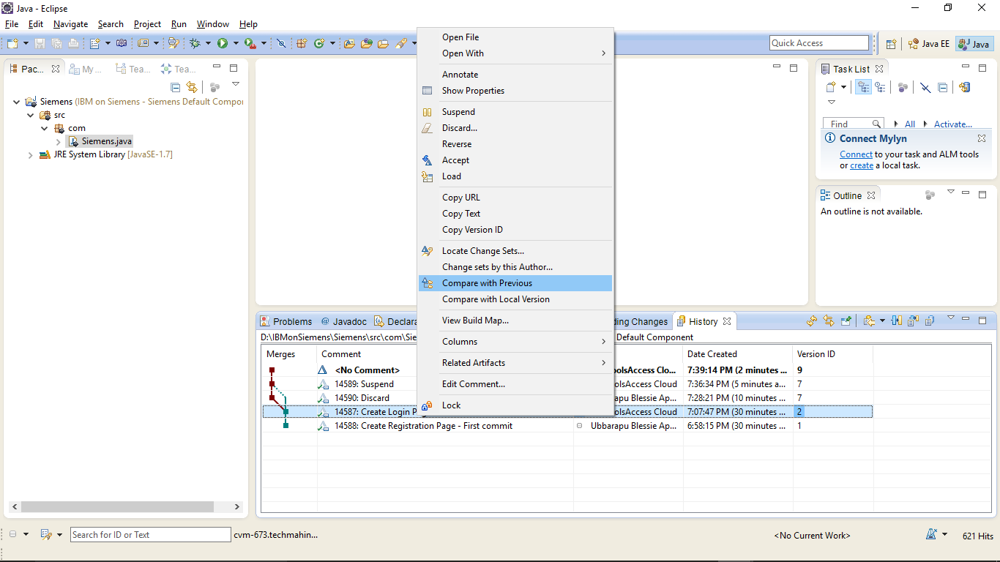 Java - Eclipse
File Edit Navigate Search Project Run Window Help
Quick Access
Java EE
Java
Pac...
My ...
Tea...
Tea...
Siemens (IBM on Siemens - Siemens Default Compor
src
com
Siemens.java
JRE System Library [JavaSE-1.7]
Open File
Open With
Annotate
Show Properties
Suspend
Discard...
Reverse
Accept
Load
Copy URL
Copy Text
Copy Version ID
Locate Change Sets...
Change sets by this Author...
Compare with Previous
Compare with Local Version
View Build Map...
Columns
Related Artifacts
Edit Comment...
Lock
Task List
Find
All
Activate...
Connect Mylyn
Connect to your task and ALM tools
or create a local task.
Outline
An outline is not available.
Problems @ Javadoc Declara
ding Changes History
D:\IBMonSiemens\Siemens\src\com\Sie
Default Component
Merges Comment Date Created Version ID
<No Comment> oolsAccess Clo... 7:39:14 PM (2 minutes ... 9
14589: Suspend oolsAccess Cloud 7:36:34 PM (5 minutes a... 7
14590: Discard apu Blessie Ap... 7:28:21 PM (10 minutes ... 7
14587: Create Login P oolsAccess Cloud 7:07:47 PM (30 minutes ... 2
14588: Create Registration Page - First commit Ubbarapu Blessie Ap... 6:58:15 PM (30 minutes ... 1
Search for ID or Text
cvm-673.techmahin...
<No Current Work>
621 Hits